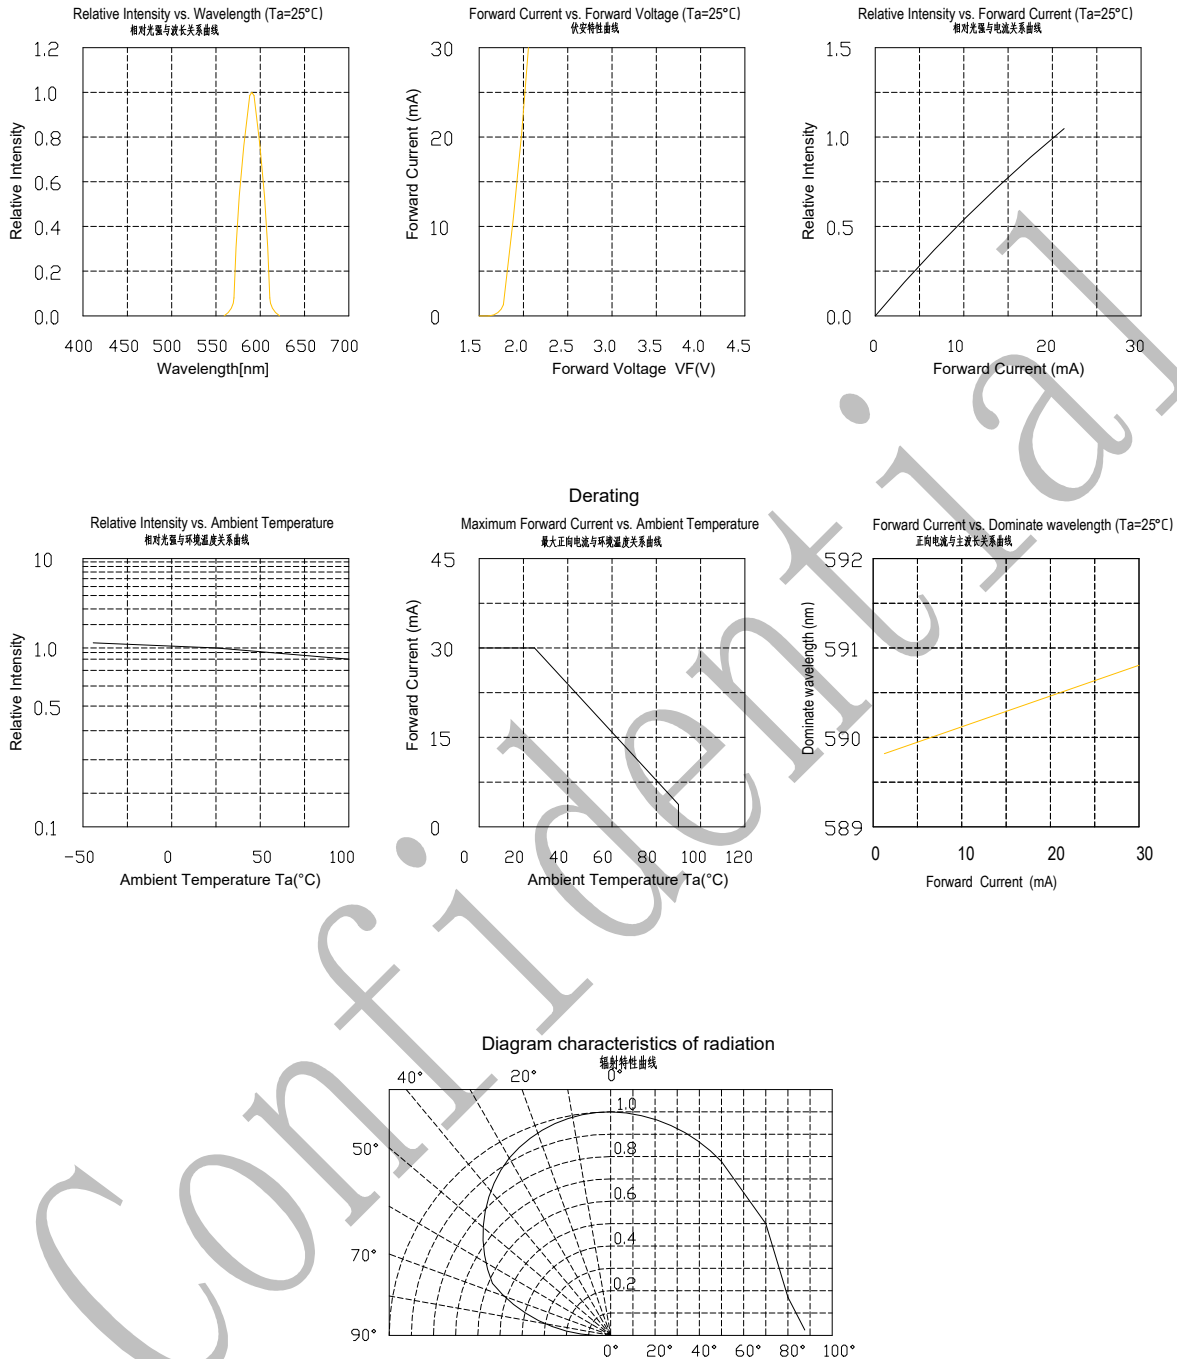 Relative Intensity vs. Wavelength (Ta=25°C)
相对光强与波长关系曲线
1.2
1.0
0.8
0.6
0.4
0.2
0.0
Relative Intensity
400 450 500 550 600 650 700
Wavelength[nm]
Forward Current vs. Forward Voltage (Ta=25°C)
伏安特性曲线
30
20
10
0
Forward Current (mA)
1.5 2.0 2.5 3.0 3.5 4.0 4.5
Forward Voltage VF(V)
Relative Intensity vs. Forward Current (Ta=25°C)
相对光强与电流关系曲线
1.5
1.0
0.5
0.0
Relative Intensity
0 10 20 30
Forward Current (mA)
Relative Intensity vs. Ambient Temperature
相对光强与环境温度关系曲线
10
1.0
0.5
0.1
Relative Intensity
-50 0 50 100
Ambient Temperature Ta(°C)
Derating
Maximum Forward Current vs. Ambient Temperature
最大正向电流与环境温度关系曲线
45
30
15
0
Forward Current (mA)
0 20 40 60 80 100 120
Ambient Temperature Ta(°C)
Forward Current vs. Dominate wavelength (Ta=25°C)
正向电流与主波长关系曲线
592
591
590
589
Dominate wavelength (nm)
0 10 20 30
Forward Current (mA)
Diagram characteristics of radiation
辐射特性曲线
40° 20° 0°
50°
70°
90°
1.0
0.8
0.6
0.4
0.2
0° 20° 40° 60° 80° 100°
Confidential